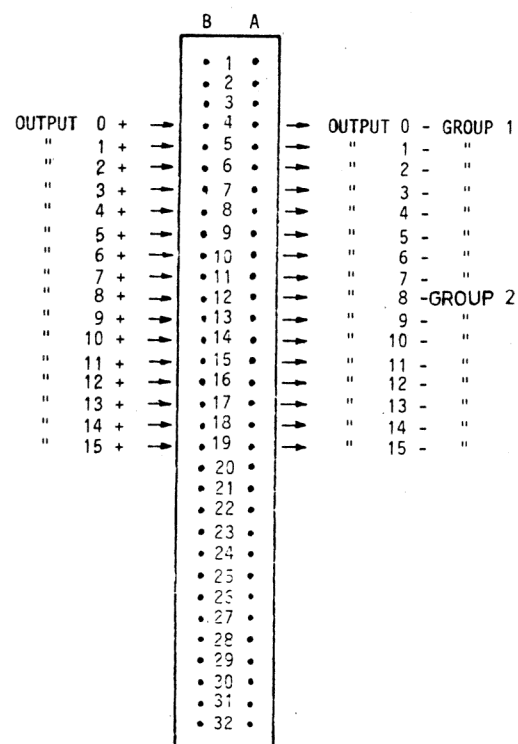 B A
1
2
3
OUTPUT 0 + 4 OUTPUT 0 - GROUP 1
" 1 + 5 " 1 - "
" 2 + 6 " 2 - "
" 3 + 7 " 3 - "
" 4 + 8 " 4 - "
" 5 + 9 " 5 - "
" 6 + 10 " 6 - "
" 7 + 11 " 7 - "
" 8 + 12 " 8 -GROUP 2
" 9 + 13 " 9 - "
" 10 + 14 " 10 - "
" 11 + 15 " 11 - "
" 12 + 16 " 12 - "
" 13 + 17 " 13 - "
" 14 + 18 " 14 - "
" 15 + 19 " 15 - "
20
21
22
23
24
25
26
27
28
29
30
31
32